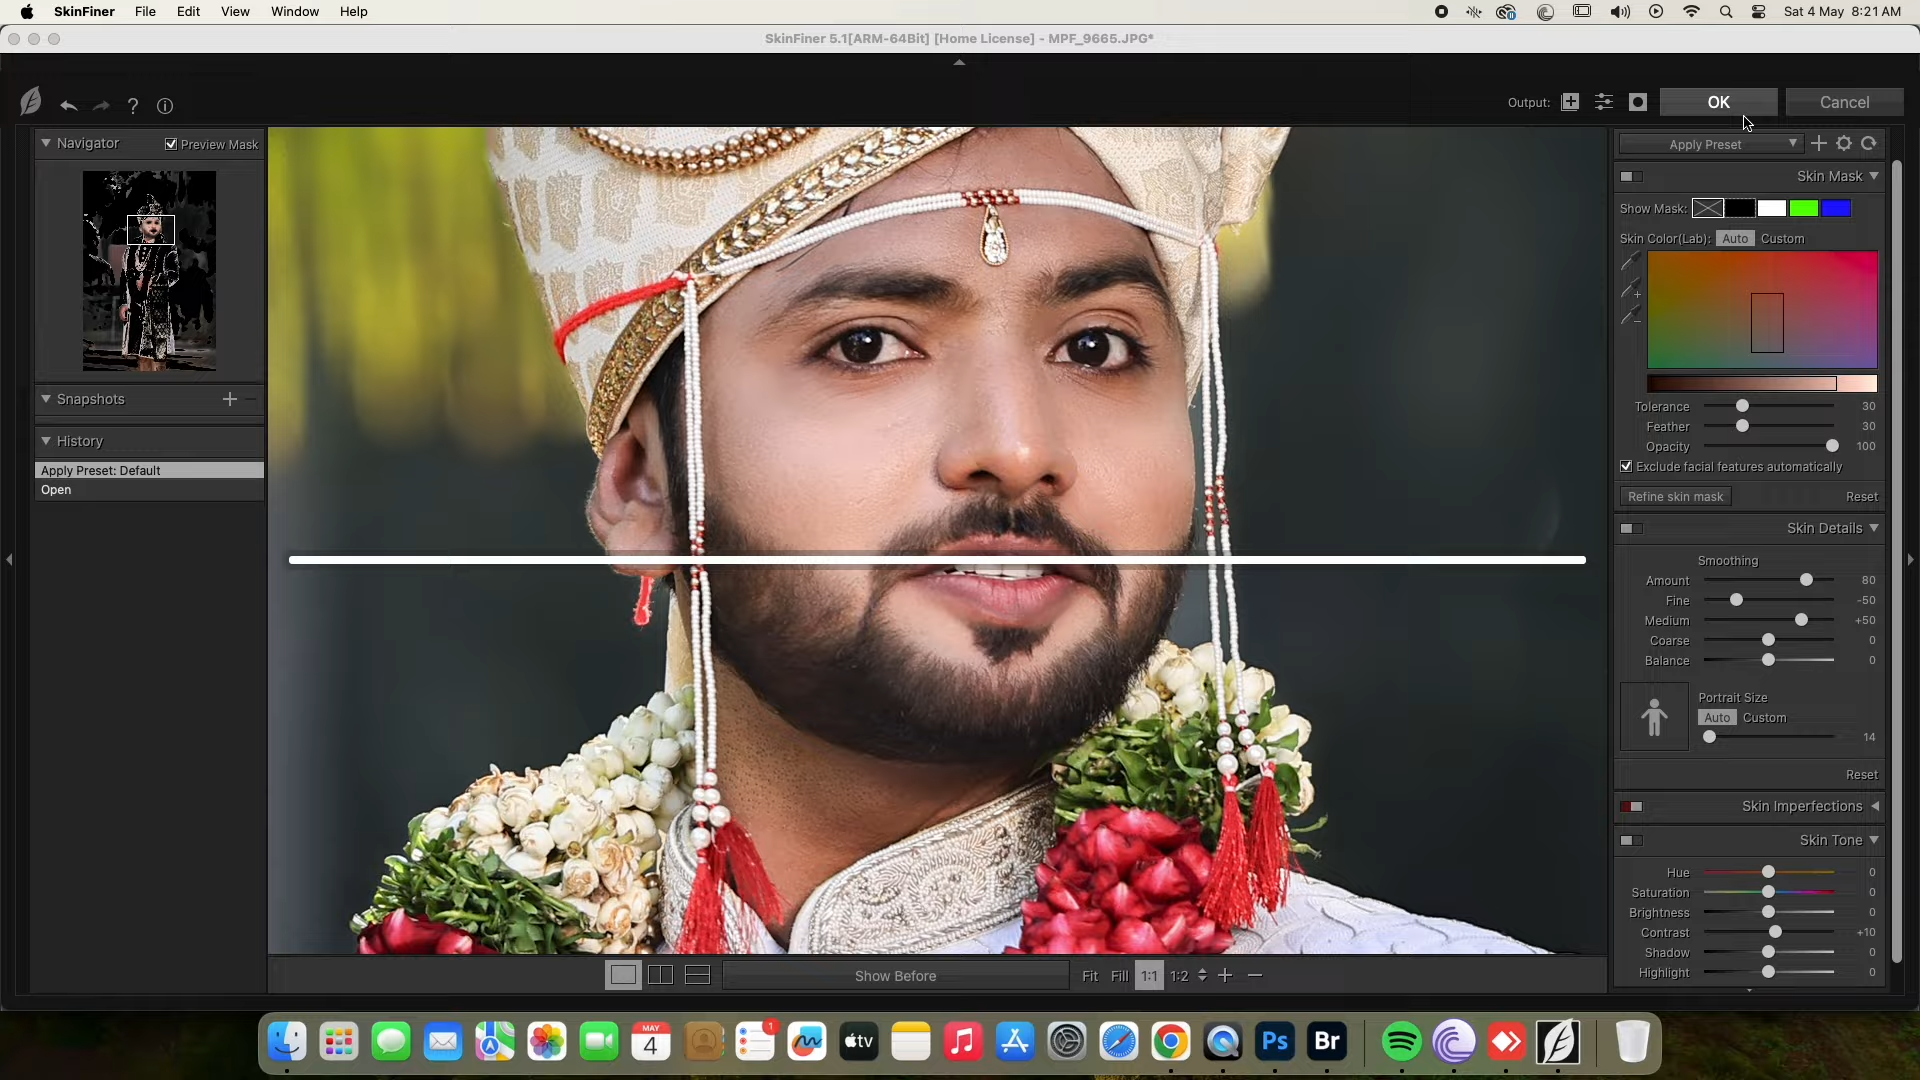 SkinFiner File Edit View Window Help Sat 4 May 8:21 AM
SkinFiner 5.1[ARM-64Bit] [Home License] - MPF_9665.JPG*
? Output: OK Cancel
Navigator Preview Mask
Snapshots
History
Apply Preset: Default
Open
Apply Preset
Skin Mask
Show Mask:
Skin Color(Lab): Auto Custom
Tolerance 30
Feather 30
Opacity 100
Exclude facial features automatically
Refine skin mask Reset
Skin Details
Smoothing
Amount 80
Fine -50
Medium +50
Coarse 0
Balance 0
Portrait Size
Auto Custom
14
Reset
Skin Imperfections
Skin Tone
Hue 0
Saturation 0
Brightness 0
Contrast +10
Shadow 0
Highlight 0
Show Before Fit Fill 1:1 1:2
MAY
4
1
tv
Ps
Br